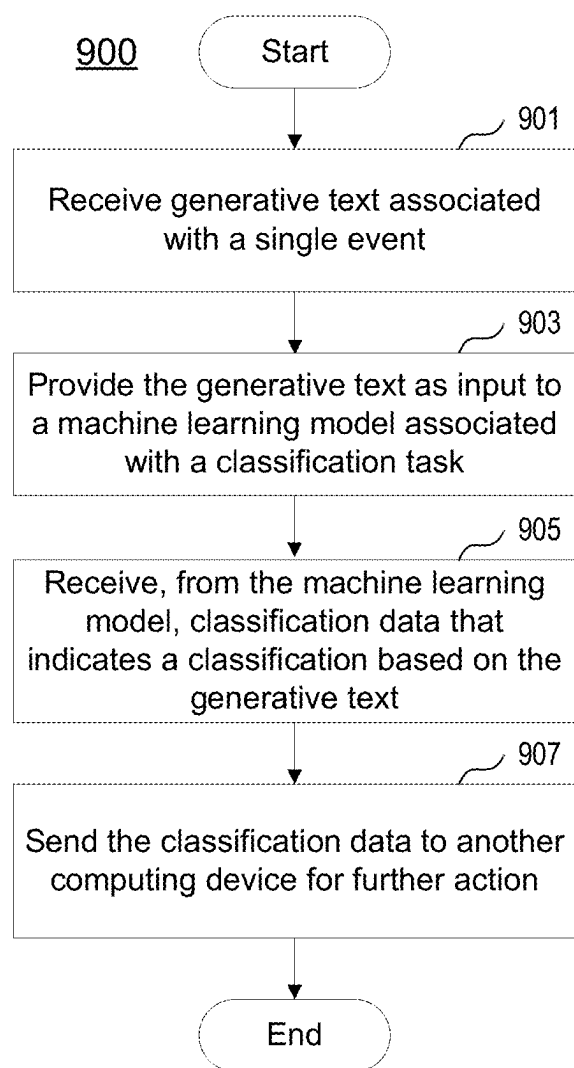 900
Start
901
Receive generative text associated
with a single event
903
Provide the generative text as input to
a machine learning model associated
with a classification task
905
Receive, from the machine learning
model, classification data that
indicates a classification based on the
generative text
907
Send the classification data to another
computing device for further action
End